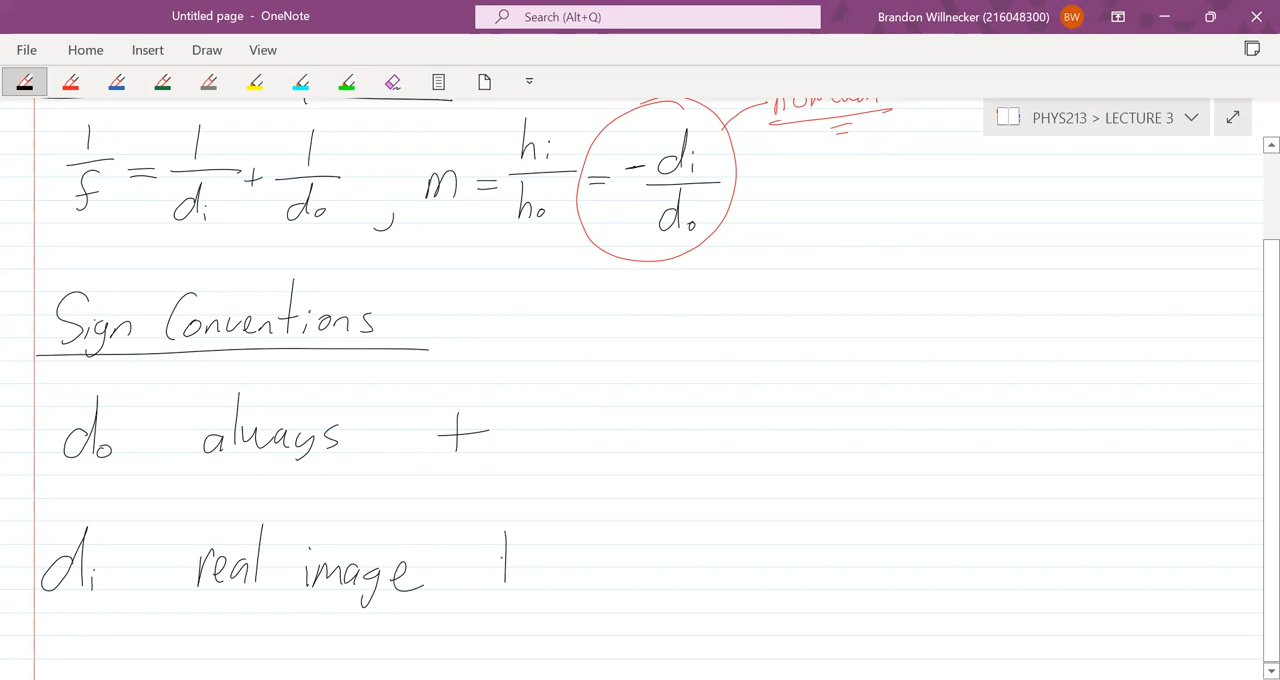 Untitled page - OneNote
Search (Alt+Q)
Brandon Willnecker (216048300) BW
File Home Insert Draw View
PHYS213 > LECTURE 3
1/f = 1/di + 1/do , m = hi/ho = -di/do
Sign Conventions
do always +
di real image